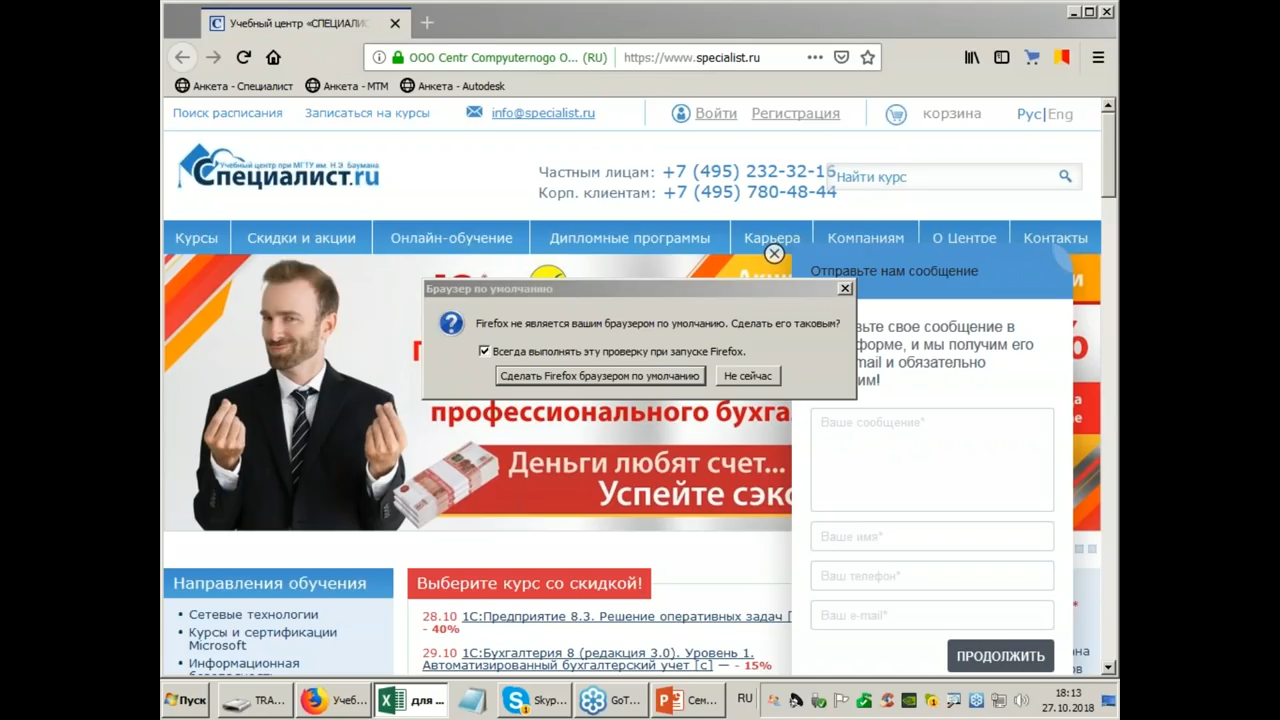 Учебный центр «СПЕЦИАЛИС
ООО Centr Compyuternogo O... (RU)
https://www.specialist.ru
Анкета - Специалист
Анкета - МТМ
Анкета - Autodesk
Поиск расписания
Записаться на курсы
info@specialist.ru
Войти
Регистрация
корзина
Рус|Eng
Учебный центр при МГТУ им. Н.Э. Баумана
Специалист.ru
Частным лицам: +7 (495) 232-32-16
Корп. клиентам: +7 (495) 780-48-44
Найти курс
Курсы
Скидки и акции
Онлайн-обучение
Дипломные программы
Карьера
Компаниям
О Центре
Контакты
Отправьте нам сообщение
Браузер по умолчанию
Firefox не является вашим браузером по умолчанию. Сделать его таковым?
Всегда выполнять эту проверку при запуске Firefox.
Сделать Firefox браузером по умолчанию
Не сейчас
ьте свое сообщение в
форме, и мы получим его
mail и обязательно
им!
профессионального бухга
Деньги любят счет...
Успейте сэко
Ваше сообщение*
Ваше имя*
Ваш телефон*
Ваш e-mail*
ПРОДОЛЖИТЬ
Направления обучения
• Сетевые технологии
• Курсы и сертификации
Microsoft
• Информационная
Выберите курс со скидкой!
28.10 1С:Предприятие 8.3. Решение оперативных задач [
- 40%
29.10 1С:Бухгалтерия 8 (редакция 3.0). Уровень 1.
Автоматизированный бухгалтерский учет [с] — - 15%
Пуск
TRA...
Учеб...
для ...
Skyp...
GoT...
Сем...
RU
18:13
27.10.2018